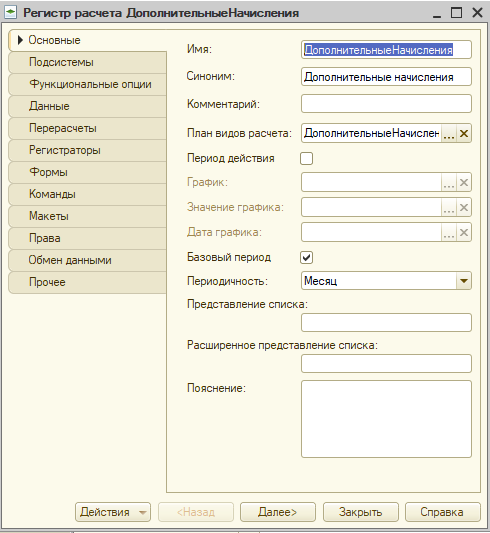 Регистр расчета ДополнительныеНачисления
Основные
Подсистемы
Функциональные опции
Данные
Перерасчеты
Регистраторы
Формы
Команды
Макеты
Права
Обмен данными
Прочее
Имя: ДополнительныеНачисления
Синоним: Дополнительные начисления
Комментарий:
План видов расчета: ДополнительныеНачислен ...
Период действия
График: ...
Значение графика: ...
Дата графика: ...
Базовый период
Периодичность: Месяц
Представление списка:
Расширенное представление списка:
Пояснение:
Действия <Назад Далее> Закрыть Справка